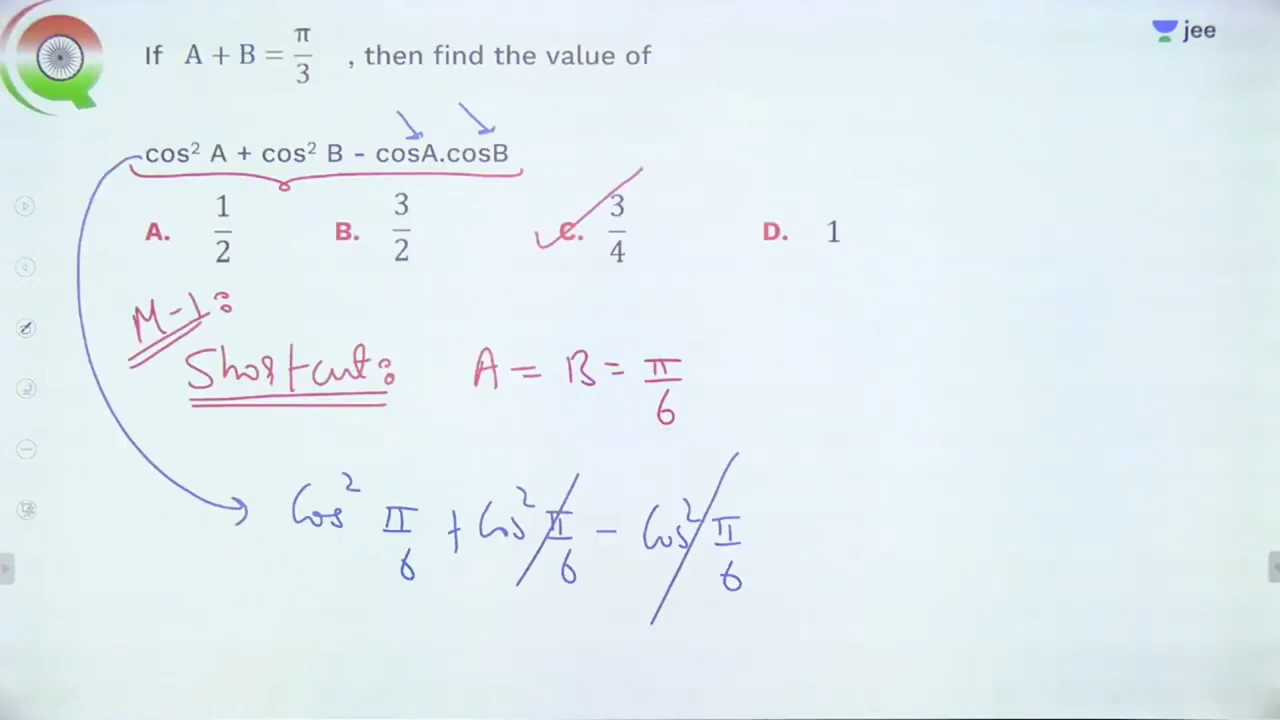 If A + B = π/3 , then find the value of
jee
cos² A + cos² B - cosA.cosB
A. 1/2 B. 3/2 C. 3/4 D. 1
M-1:
Shortcut: A = B = π/6
Cos² π/6 + Cos² π/6 - Cos² π/6